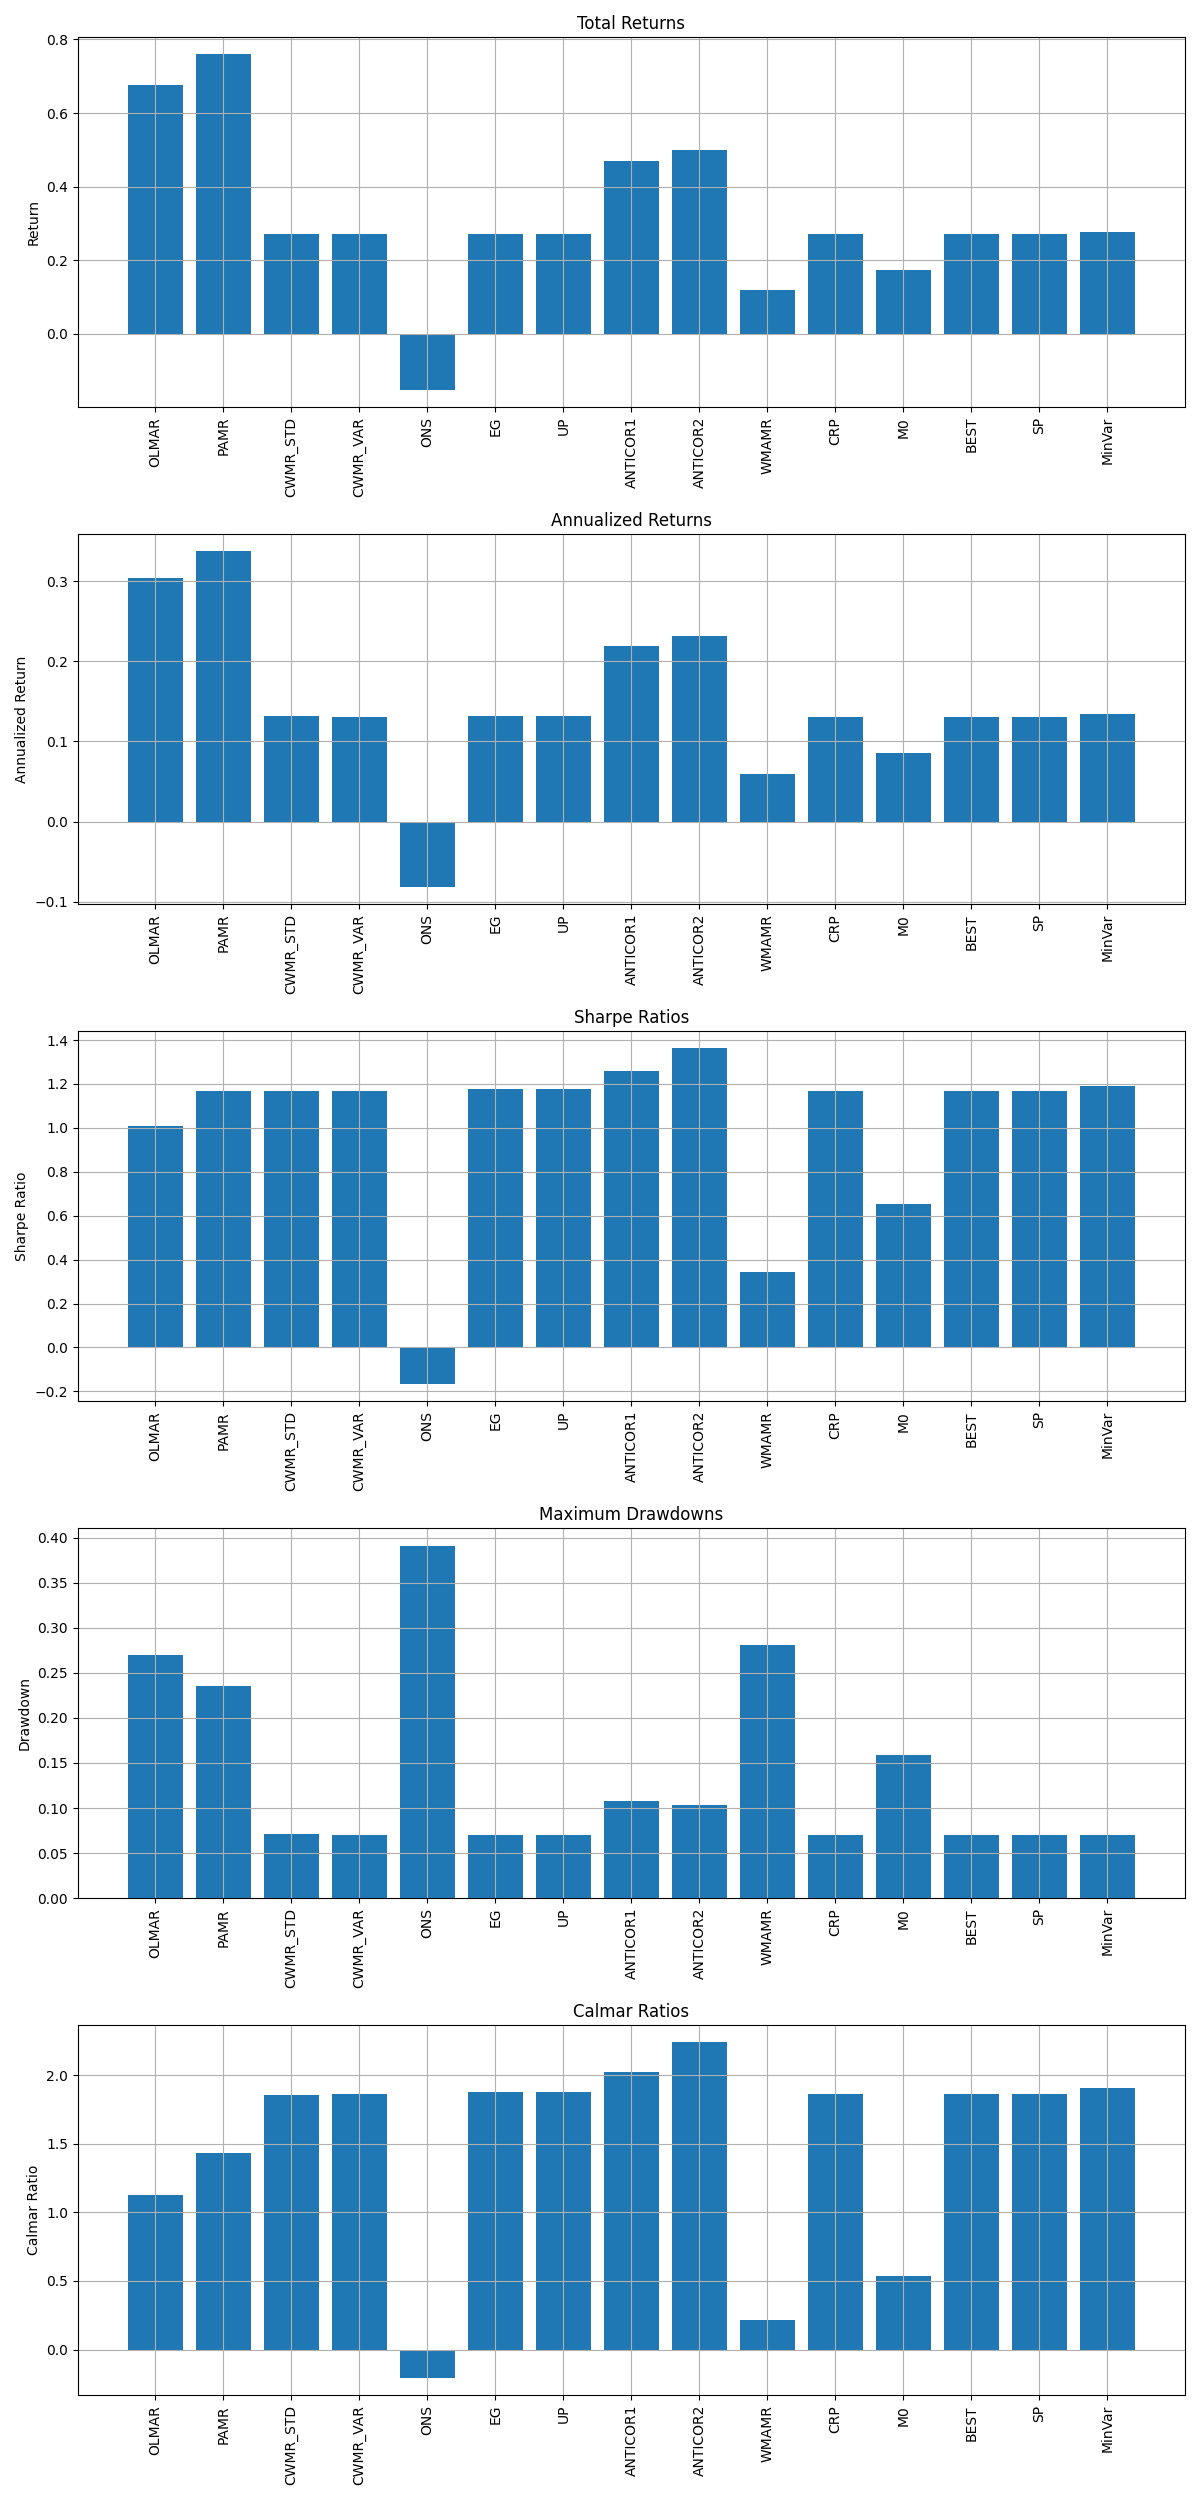 Total Returns
Return
0.8
0.6
0.4
0.2
0.0
OLMAR PAMR CWMR_STD CWMR_VAR ONS EG UP ANTICOR1 ANTICOR2 WMAMR CRP M0 BEST SP MinVar
Annualized Returns
Annualized Return
0.3
0.2
0.1
0.0
−0.1
OLMAR PAMR CWMR_STD CWMR_VAR ONS EG UP ANTICOR1 ANTICOR2 WMAMR CRP M0 BEST SP MinVar
Sharpe Ratios
Sharpe Ratio
1.4
1.2
1.0
0.8
0.6
0.4
0.2
0.0
−0.2
OLMAR PAMR CWMR_STD CWMR_VAR ONS EG UP ANTICOR1 ANTICOR2 WMAMR CRP M0 BEST SP MinVar
Maximum Drawdowns
Drawdown
0.40
0.35
0.30
0.25
0.20
0.15
0.10
0.05
0.00
OLMAR PAMR CWMR_STD CWMR_VAR ONS EG UP ANTICOR1 ANTICOR2 WMAMR CRP M0 BEST SP MinVar
Calmar Ratios
Calmar Ratio
2.0
1.5
1.0
0.5
0.0
OLMAR PAMR CWMR_STD CWMR_VAR ONS EG UP ANTICOR1 ANTICOR2 WMAMR CRP M0 BEST SP MinVar